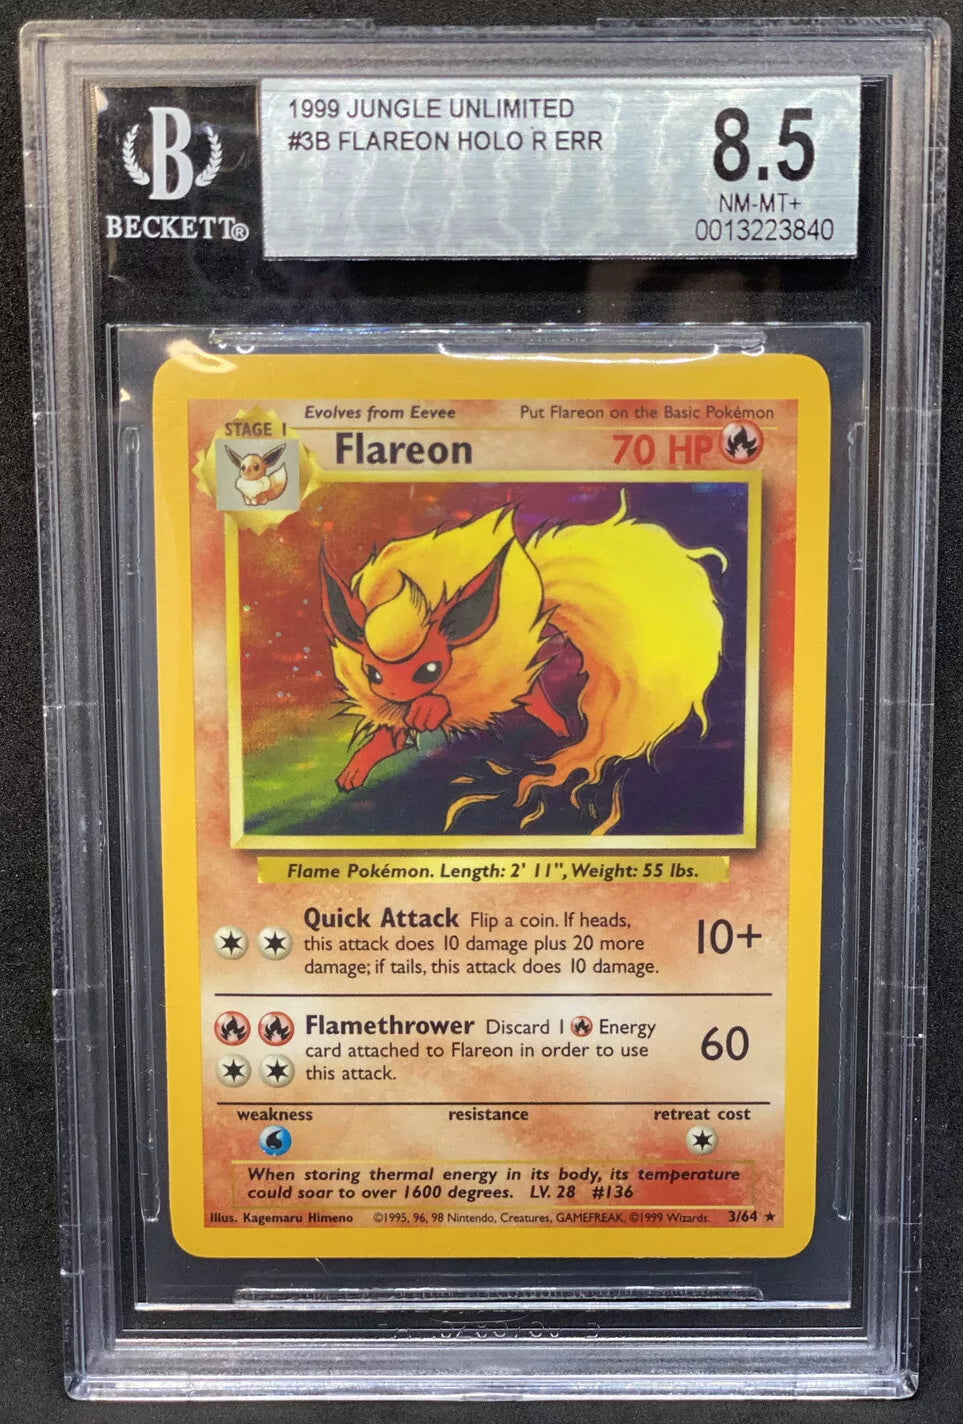 1999 JUNGLE UNLIMITED
#3B FLAREON HOLO R ERR
8.5
NM-MT+
0013223840
B
BECKETT®
Evolves from Eevee
Put Flareon on the Basic Pokémon
STAGE 1
Flareon
70 HP
Flame Pokémon. Length: 2' 11", Weight: 55 lbs.
Quick Attack Flip a coin. If heads,
this attack does 10 damage plus 20 more
damage; if tails, this attack does 10 damage.
10+
Flamethrower Discard 1 Energy
card attached to Flareon in order to use
this attack.
60
weakness
resistance
retreat cost
When storing thermal energy in its body, its temperature
could soar to over 1600 degrees. LV. 28 #136
Illus. Kagemaru Himeno ©1995, 96, 98 Nintendo, Creatures, GAMEFREAK. ©1999 Wizards. 3/64 ★